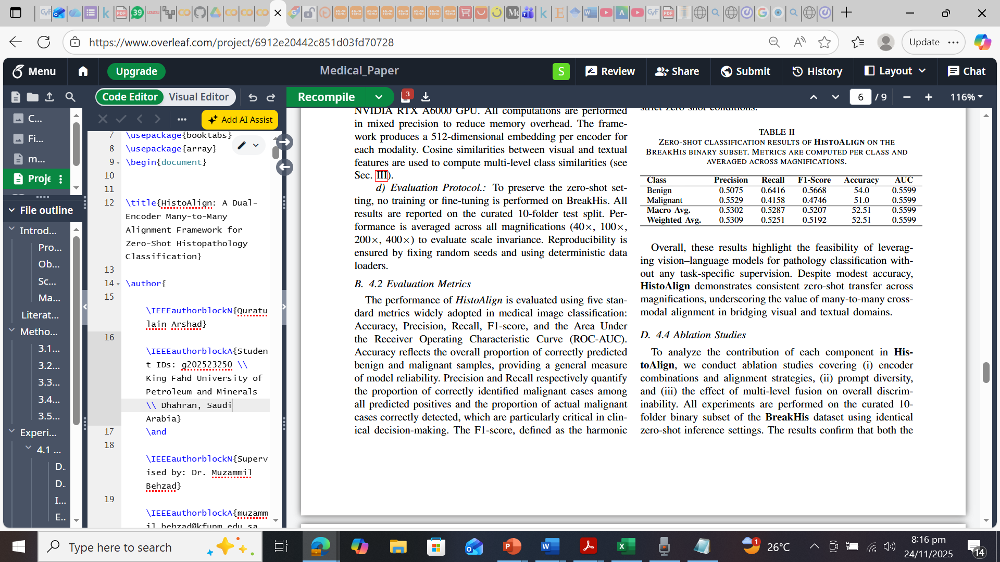 39
https://www.overleaf.com/project/6912e20442c851d03fd70728
Update
Menu
Upgrade
Medical_Paper
S
Review
Share
Submit
History
Layout
Chat
Code Editor
Visual Editor
Recompile
3
6
/ 9
116%
C...
Fi...
m...
Proje
Add AI Assist
File outline
Introd...
Pro...
Ob...
Sc...
Ma...
Literat...
Metho...
3.1...
3.2...
3.3...
3.4...
3.5...
Experi...
4.1 ...
D..
D..
I...
E..
7 \usepackage{booktabs}
8 \usepackage{array}
9 \begin{document}
10
11
12 \title{HistoAlign: A Dual-
Encoder Many-to-Many
Alignment Framework for
Zero-Shot Histopathology
Classification}
13
14 \author{
15
\IEEEauthorblockN{Quratu
lain Arshad}
16
\IEEEauthorblockA{Studen
t IDs: g202523250 \\
King Fahd University of
Petroleum and Minerals
\\ Dhahran, Saudi
Arabia}
17 \and
18
\IEEEauthorblockN{Superv
ised by: Dr. Muzammil
Behzad}
19
\IEEEauthorblockA{muzamm
il.behzad@kfupm.edu.sa
NVIDIA RTX A6000 GPU. All computations are performed
in mixed precision to reduce memory overhead. The frame-
work produces a 512-dimensional embedding per encoder for
each modality. Cosine similarities between visual and textual
features are used to compute multi-level class similarities (see
Sec. III).
d) Evaluation Protocol.: To preserve the zero-shot set-
ting, no training or fine-tuning is performed on BreakHis. All
results are reported on the curated 10-folder test split. Per-
formance is averaged across all magnifications (40×, 100×,
200×, 400×) to evaluate scale invariance. Reproducibility is
ensured by fixing random seeds and using deterministic data
loaders.
B. 4.2 Evaluation Metrics
The performance of HistoAlign is evaluated using five stan-
dard metrics widely adopted in medical image classification:
Accuracy, Precision, Recall, F1-score, and the Area Under
the Receiver Operating Characteristic Curve (ROC-AUC).
Accuracy reflects the overall proportion of correctly predicted
benign and malignant samples, providing a general measure
of model reliability. Precision and Recall respectively quantify
the proportion of correctly identified malignant cases among
all predicted positives and the proportion of actual malignant
cases correctly detected, which are particularly critical in clin-
ical decision-making. The F1-score, defined as the harmonic
strict zero-shot conditions.
TABLE II
ZERO-SHOT CLASSIFICATION RESULTS OF HISTOALIGN ON THE
BREAKHIS BINARY SUBSET. METRICS ARE COMPUTED PER CLASS AND
AVERAGED ACROSS MAGNIFICATIONS.
Class Precision Recall F1-Score Accuracy AUC
Benign 0.5075 0.6416 0.5668 54.0 0.5599
Malignant 0.5529 0.4158 0.4746 51.0 0.5599
Macro Avg. 0.5302 0.5287 0.5207 52.51 0.5599
Weighted Avg. 0.5309 0.5251 0.5192 52.51 0.5599
Overall, these results highlight the feasibility of leverag-
ing vision–language models for pathology classification with-
out any task-specific supervision. Despite modest accuracy,
HistoAlign demonstrates consistent zero-shot transfer across
magnifications, underscoring the value of many-to-many cross-
modal alignment in bridging visual and textual domains.
D. 4.4 Ablation Studies
To analyze the contribution of each component in His-
toAlign, we conduct ablation studies covering (i) encoder
combinations and alignment strategies, (ii) prompt diversity,
and (iii) the effect of multi-level fusion on overall discrim-
inability. All experiments are performed on the curated 10-
folder binary subset of the BreakHis dataset using identical
zero-shot inference settings. The results confirm that both the
Type here to search
1
26°C
8:16 pm
24/11/2025
14